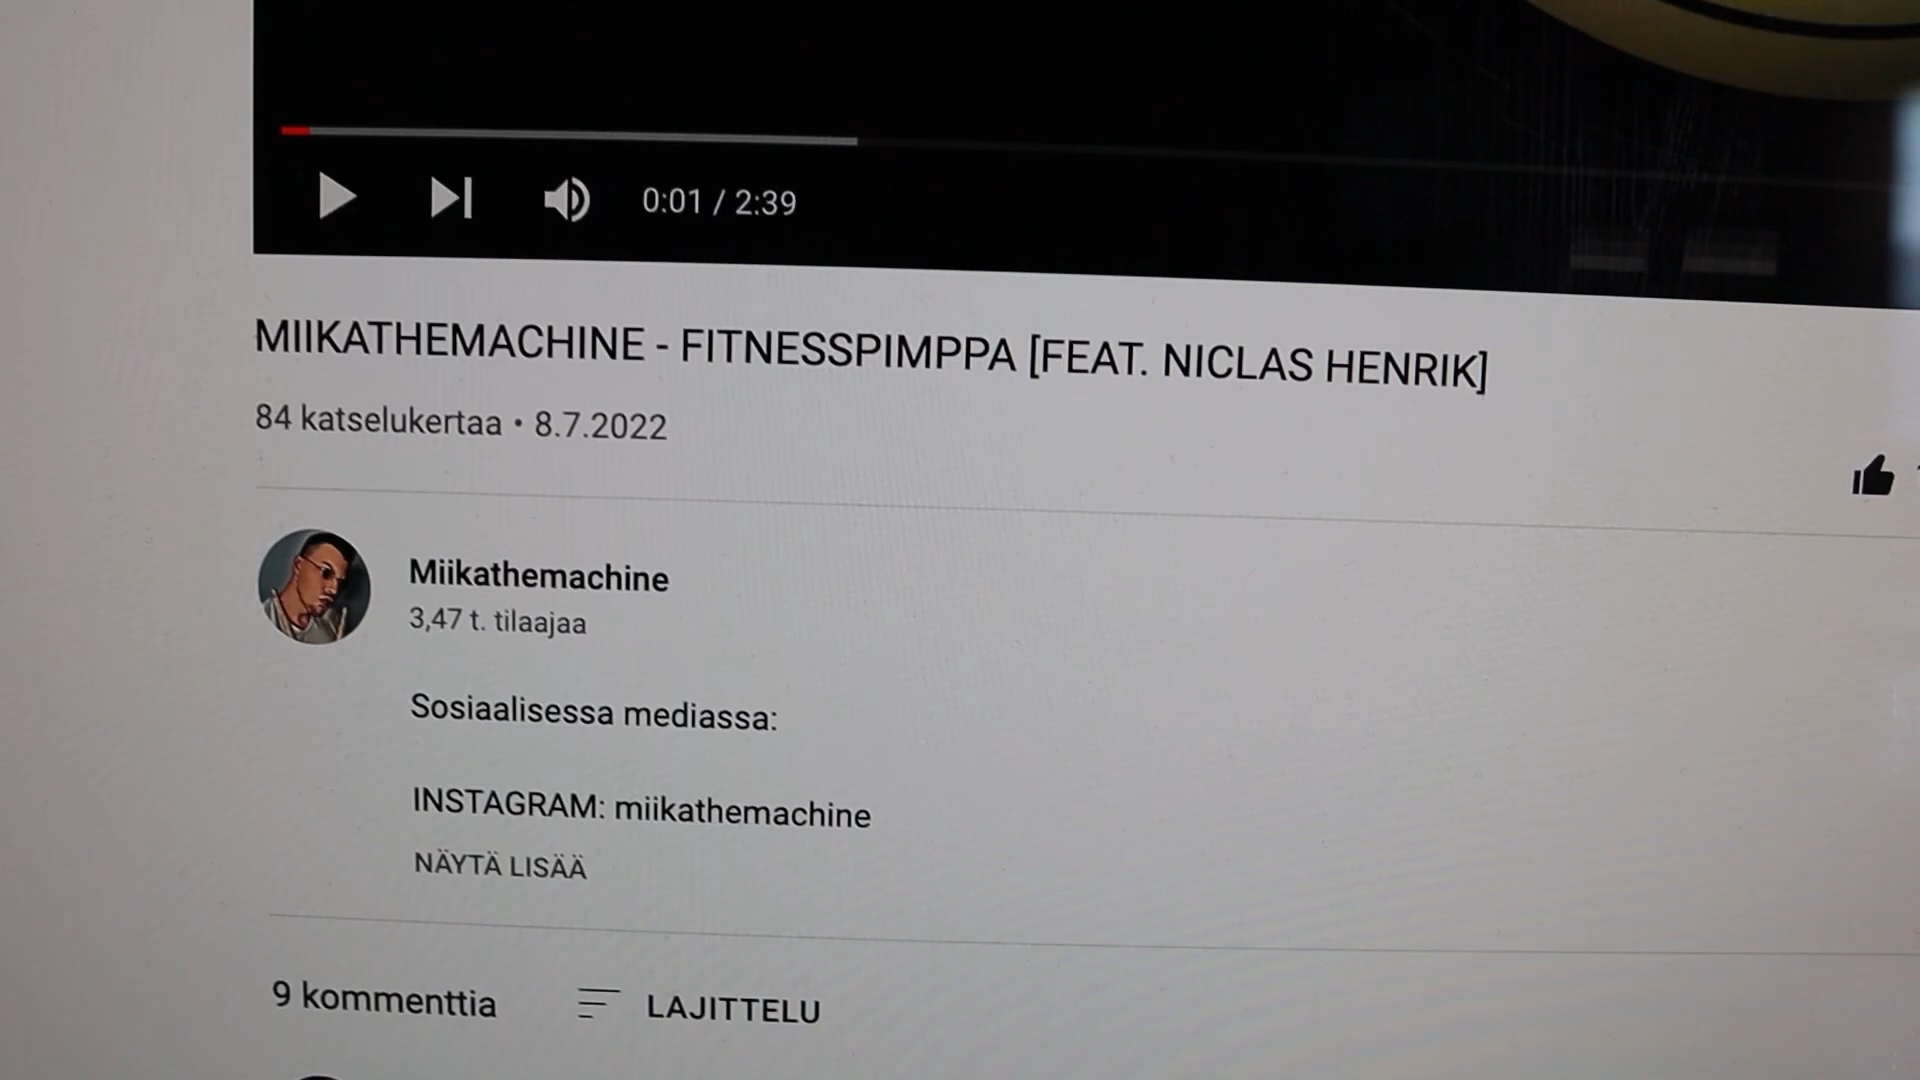 0:01 / 2:39
MIIKATHEMACHINE - FITNESSPIMPPA [FEAT. NICLAS HENRIK]
84 katselukertaa • 8.7.2022
Miikathemachine
3,47 t. tilaajaa
Sosiaalisessa mediassa:
INSTAGRAM: miikathemachine
NÄYTÄ LISÄÄ
9 kommenttia LAJITTELU